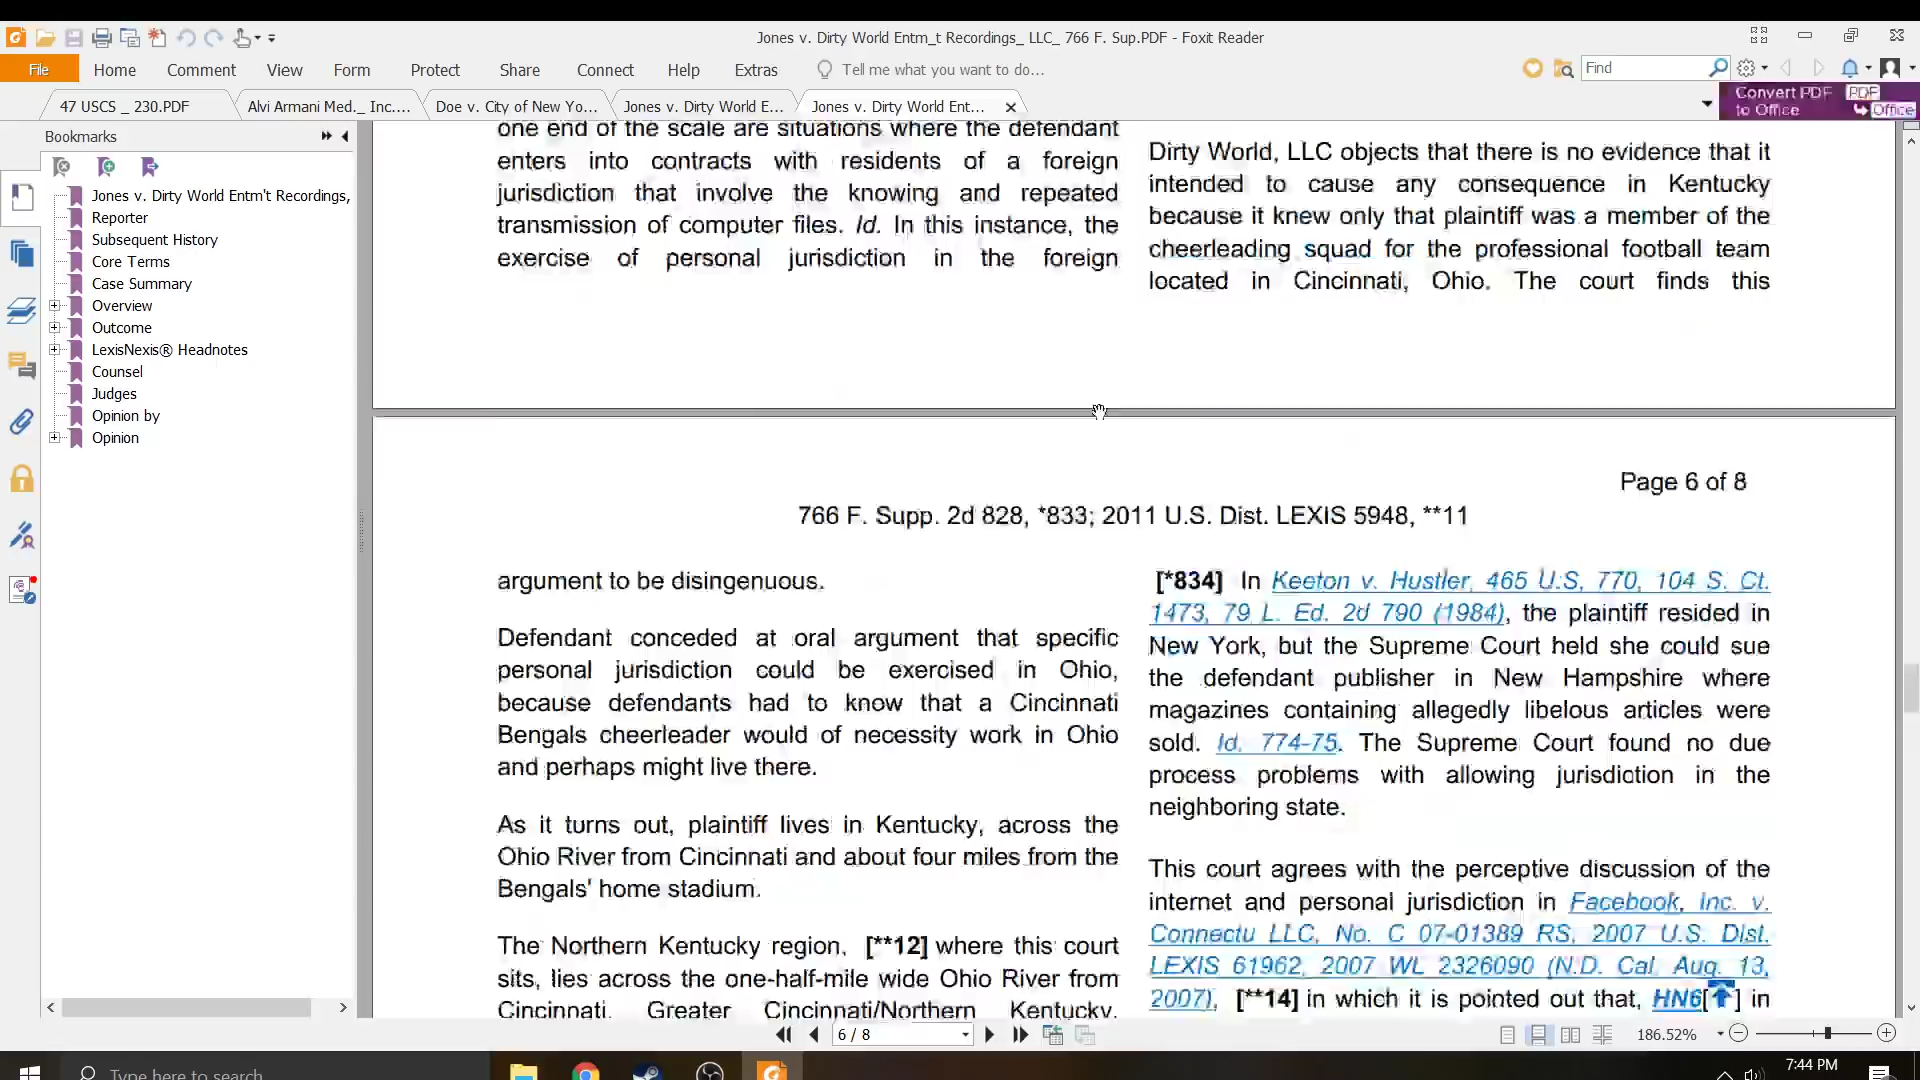 Jones v. Dirty World Entm_t Recordings_ LLC_ 766 F. Sup.PDF - Foxit Reader
File
Home
Comment
View
Form
Protect
Share
Connect
Help
Extras
Tell me what you want to do...
Find
47 USCS _ 230.PDF
Alvi Armani Med._ Inc....
Doe v. City of New Yo...
Jones v. Dirty World E...
Jones v. Dirty World Ent...
Convert PDF
to Office
PDF
Office
Bookmarks
Jones v. Dirty World Entm't Recordings,
Reporter
Subsequent History
Core Terms
Case Summary
Overview
Outcome
LexisNexis® Headnotes
Counsel
Judges
Opinion by
Opinion
one end of the scale are situations where the defendant
enters into contracts with residents of a foreign
jurisdiction that involve the knowing and repeated
transmission of computer files. Id. In this instance, the
exercise of personal jurisdiction in the foreign
Dirty World, LLC objects that there is no evidence that it
intended to cause any consequence in Kentucky
because it knew only that plaintiff was a member of the
cheerleading squad for the professional football team
located in Cincinnati, Ohio. The court finds this
Page 6 of 8
766 F. Supp. 2d 828, *833; 2011 U.S. Dist. LEXIS 5948, **11
argument to be disingenuous.
Defendant conceded at oral argument that specific
personal jurisdiction could be exercised in Ohio,
because defendants had to know that a Cincinnati
Bengals cheerleader would of necessity work in Ohio
and perhaps might live there.
As it turns out, plaintiff lives in Kentucky, across the
Ohio River from Cincinnati and about four miles from the
Bengals' home stadium.
The Northern Kentucky region, [**12] where this court
sits, lies across the one-half-mile wide Ohio River from
Cincinnati. Greater Cincinnati/Northern Kentucky,
[*834] In Keeton v. Hustler, 465 U.S, 770, 104 S. Ct.
1473, 79 L. Ed. 2d 790 (1984), the plaintiff resided in
New York, but the Supreme Court held she could sue
the defendant publisher in New Hampshire where
magazines containing allegedly libelous articles were
sold. Id. 774-75. The Supreme Court found no due
process problems with allowing jurisdiction in the
neighboring state.
This court agrees with the perceptive discussion of the
internet and personal jurisdiction in Facebook, Inc. v.
Connectu LLC, No. C 07-01389 RS, 2007 U.S. Dist.
LEXIS 61962, 2007 WL 2326090 (N.D. Cal. Aug. 13,
2007), [**14] in which it is pointed out that, HN6[ ] in
6 / 8
186.52%
Type here to search
7:44 PM